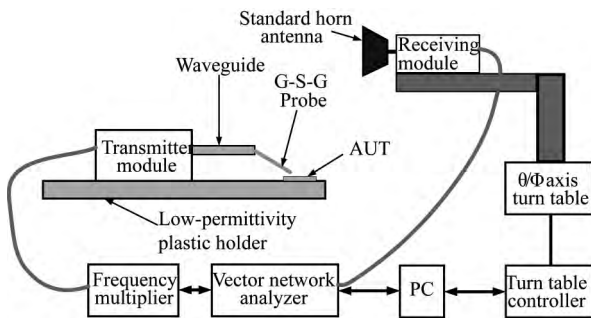 Standard horn
antenna
Receiving
module
Waveguide
G-S-G
Probe
Transmitter
module
AUT
θ/Φ axis
turn table
Low-permittivity
plastic holder
Frequency
multiplier
Vector network
analyzer
PC
Turn table
controller